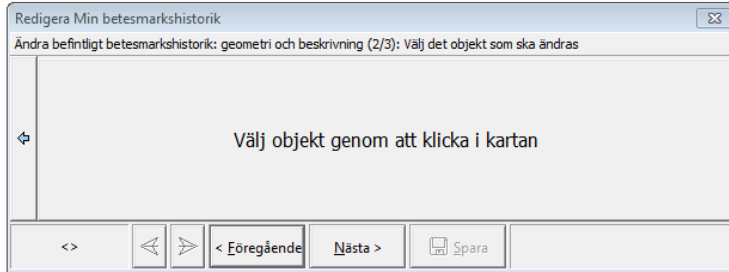 Redigera Min betesmarkshistorik
Ändra befintligt betesmarkshistorik: geometri och beskrivning (2/3): Välj det objekt som ska ändras
Välj objekt genom att klicka i kartan
<> < Föregående Nästa > Spara